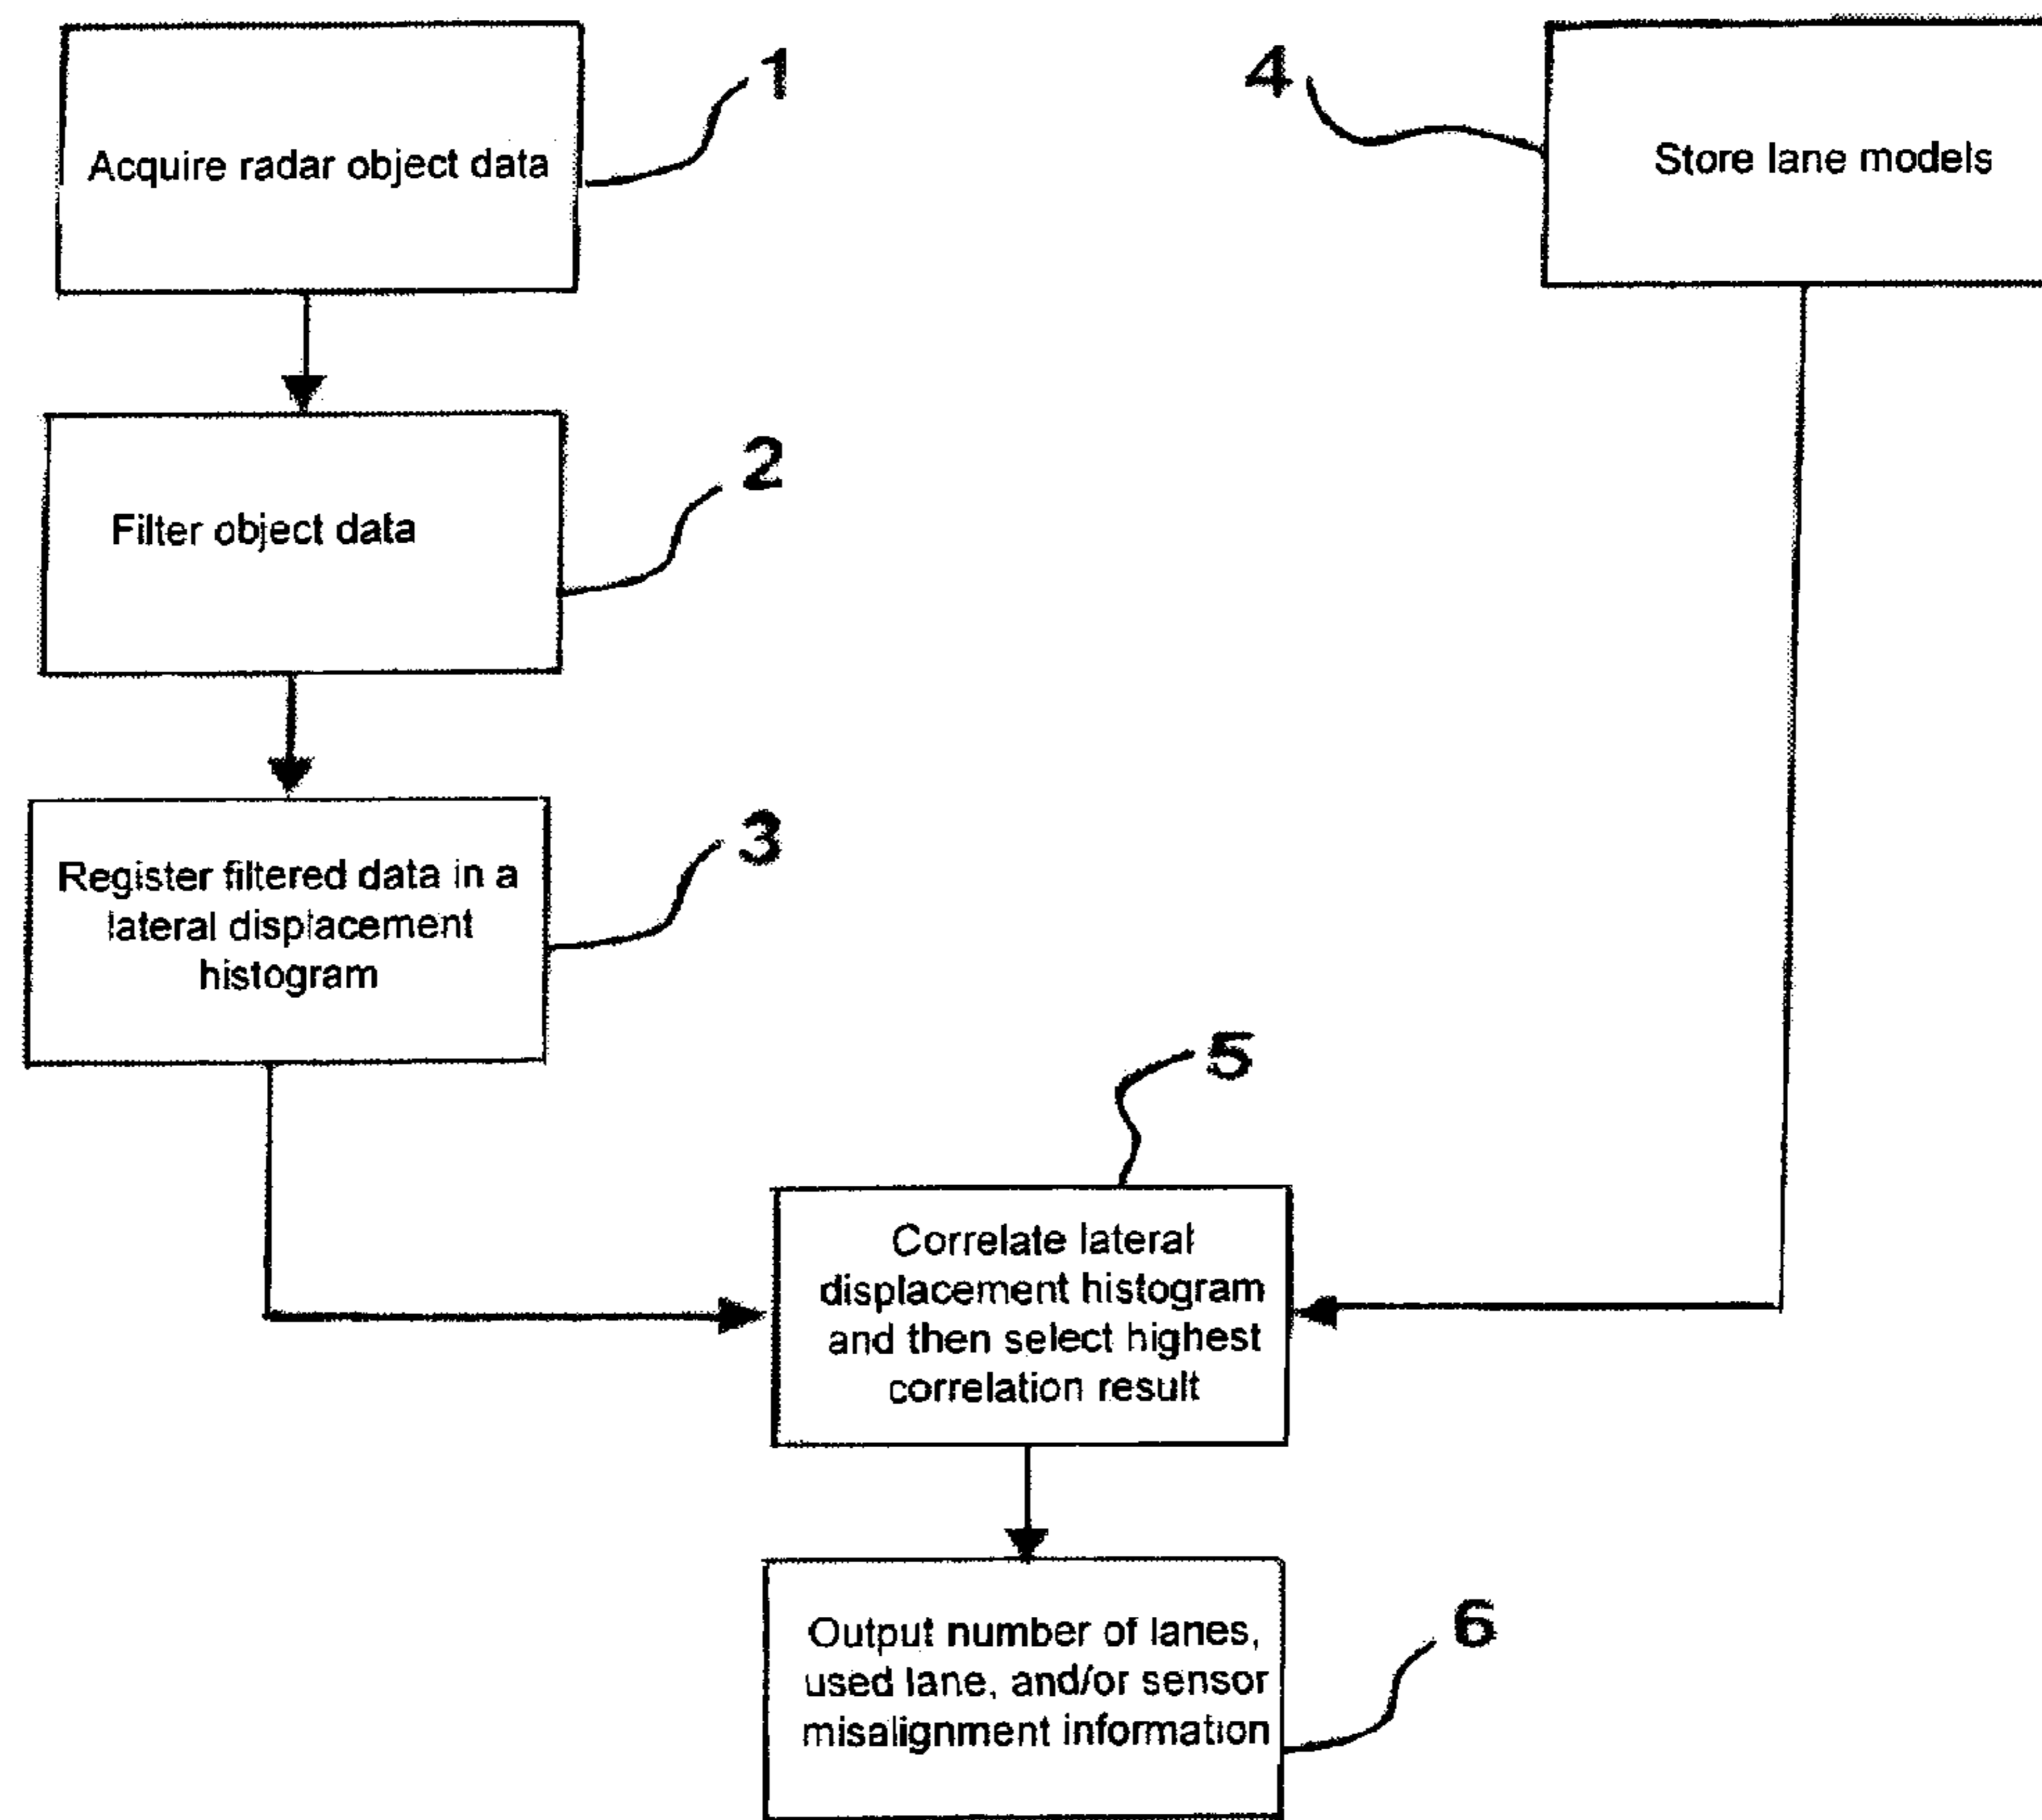 Acquire radar object data
1
4
Store lane models
Filter object data
2
Register filtered data in a
lateral displacement
histogram
3
5
Correlate lateral
displacement histogram
and then select highest
correlation result
Output number of lanes,
used lane, and/or sensor
misalignment information
6